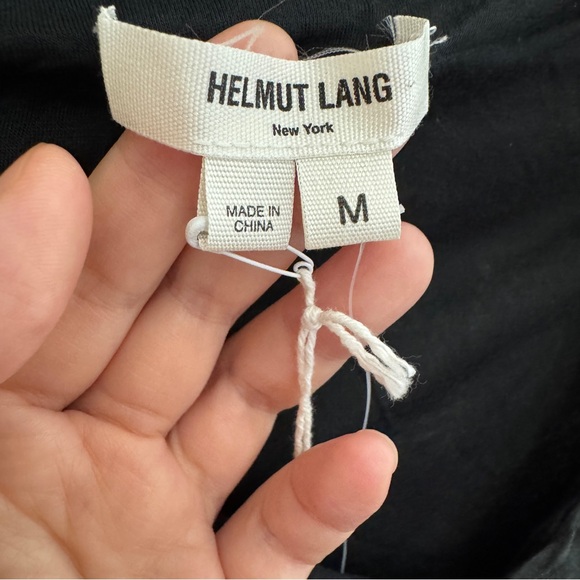 HELMUT LANG
New York
MADE IN
CHINA
M